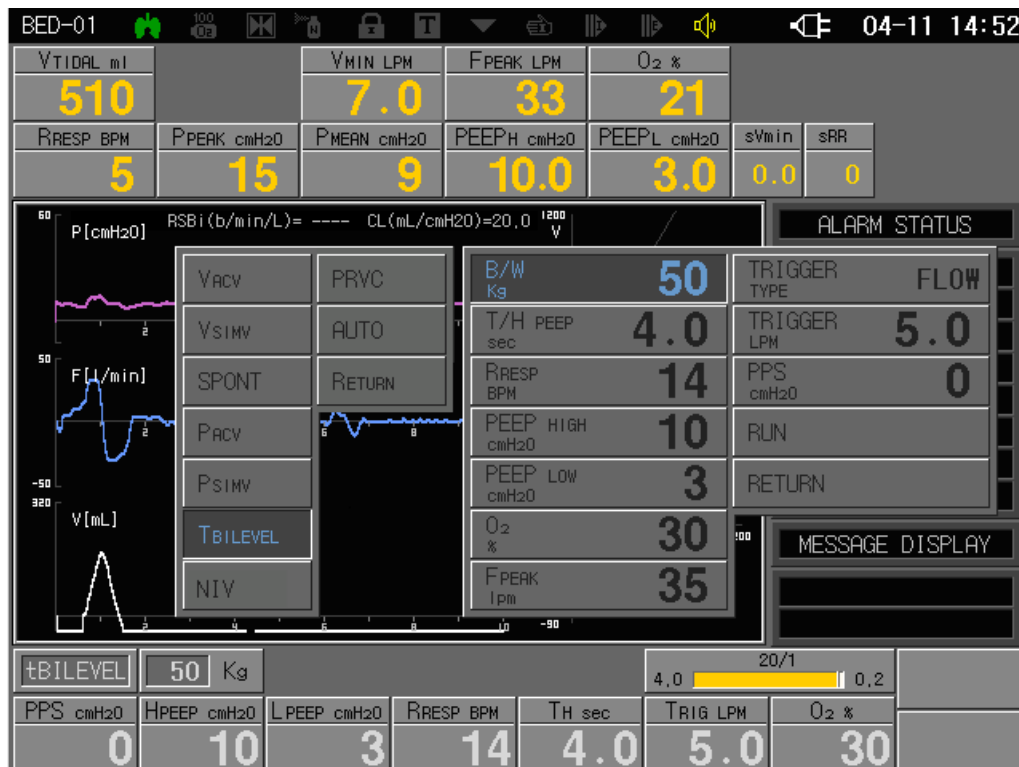 BED-01 100 O2 N T 04-11 14:52
VTIDAL ml VMIN LPM FPEAK LPM O2 %
510 7.0 33 21
RRESP BPM PPEAK cmH2O PMEAN cmH2O PEEPH cmH2O PEEPL cmH2O sVmin sRR
5 15 9 10.0 3.0 0.0 0
60 P[cmH2O] RSBi(b/min/L)= ---- CL(mL/cmH2O)=20,0 1200 V ALARM STATUS
VACV PRVC
VSIMV AUTO
SPONT RETURN
PACV
PSIMV
TBILEVEL
NIV
B/W Kg 50
T/H PEEP sec 4.0
RRESP BPM 14
PEEP HIGH cmH2O 10
PEEP LOW cmH2O 3
O2 % 30
FPEAK lpm 35
TRIGGER TYPE FLOW
TRIGGER LPM 5.0
PPS cmH2O 0
RUN
RETURN
2
50 F[l/min]
2 6 8
-50
320 V[mL]
MESSAGE DISPLAY
2 4 6 8 10 -90
tBILEVEL 50 Kg 20/1
4,0 0,2
PPS cmH2O HPEEP cmH2O LPEEP cmH2O RRESP BPM TH sec TRIG LPM O2 %
0 10 3 14 4.0 5.0 30